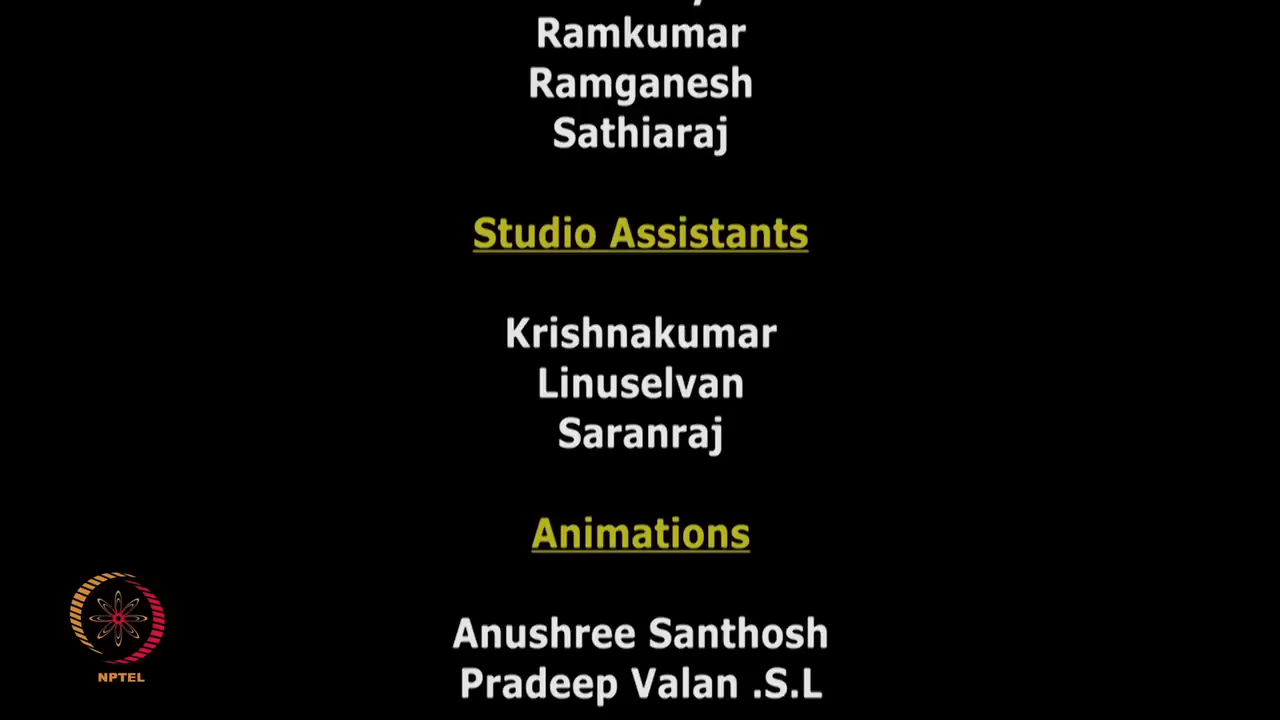 Ramkumar
Ramganesh
Sathiaraj
Studio Assistants
Krishnakumar
Linuselvan
Saranraj
Animations
Anushree Santhosh
Pradeep Valan .S.L
NPTEL